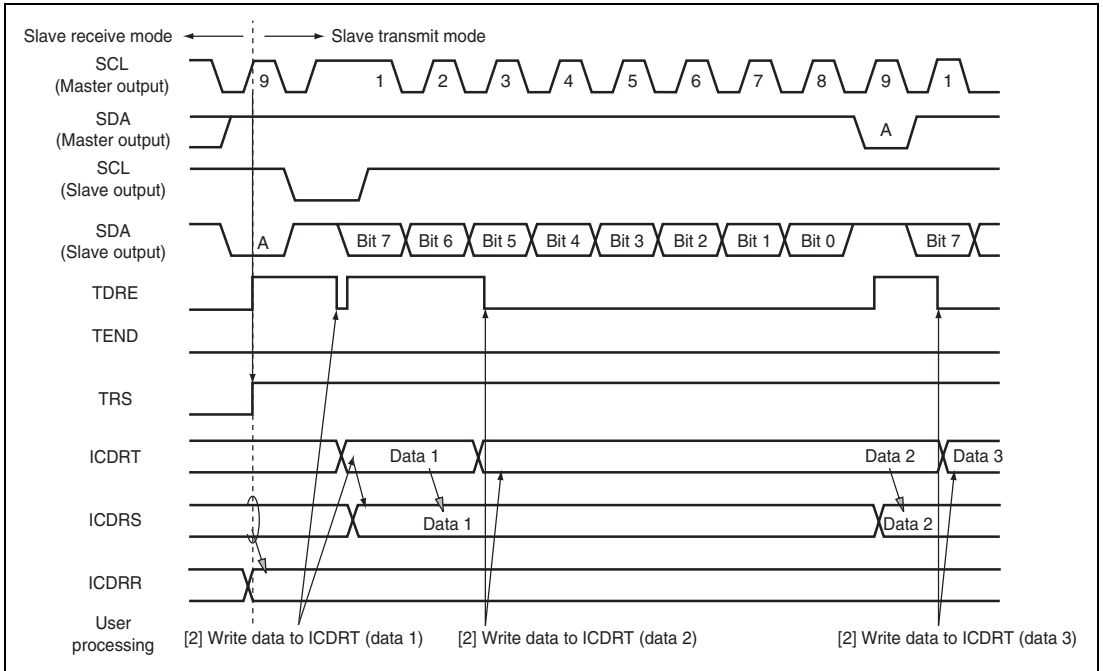 Slave receive mode Slave transmit mode
SCL
(Master output) 9 1 2 3 4 5 6 7 8 9 1
SDA
(Master output) A
SCL
(Slave output)
SDA
(Slave output) A Bit 7 Bit 6 Bit 5 Bit 4 Bit 3 Bit 2 Bit 1 Bit 0 Bit 7
TDRE
TEND
TRS
ICDRT Data 1 Data 2 Data 3
ICDRS Data 1 Data 2
ICDRR
User
processing [2] Write data to ICDRT (data 1) [2] Write data to ICDRT (data 2) [2] Write data to ICDRT (data 3)